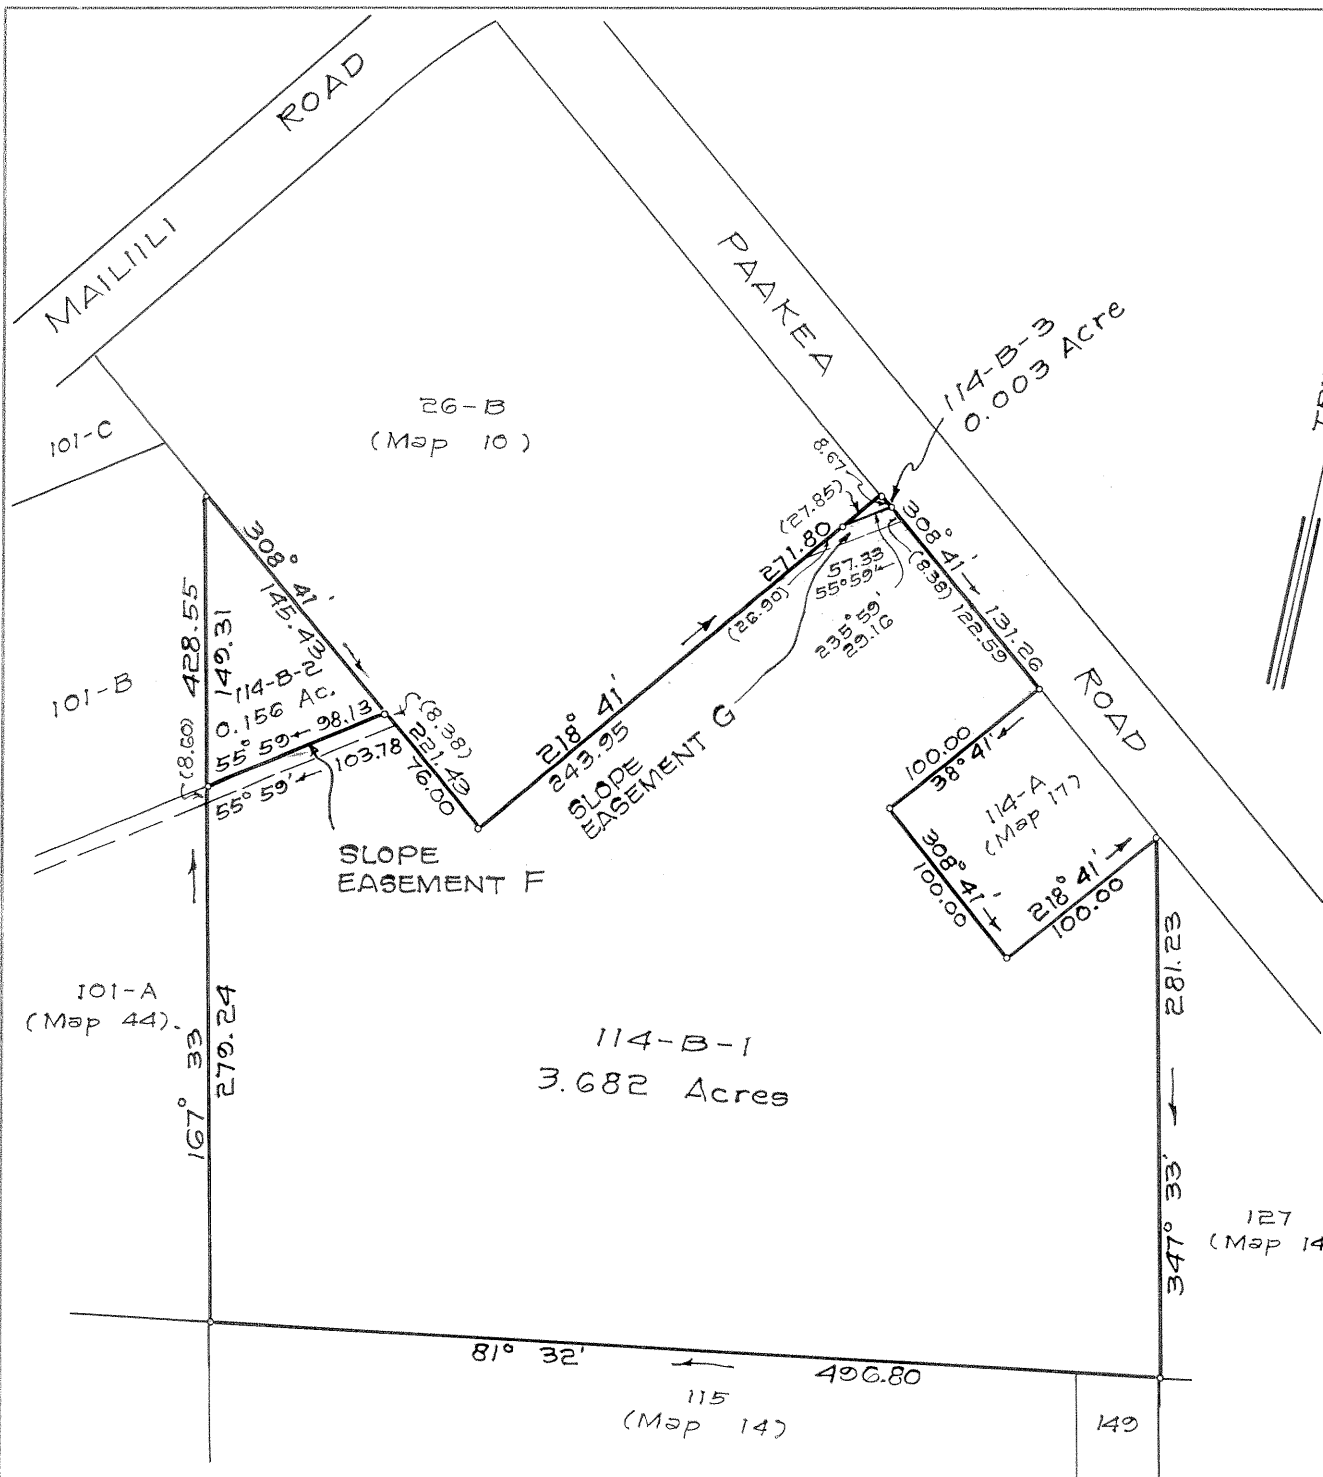 MAILIILI ROAD
PAAKEA ROAD
26-B
(Map 10)
114-B-3
0.003 Acre
101-C
101-B
101-A
(Map 44)
308° 41'
145.43
428.55
149.31
114-B-2
0.156 Ac.
55° 59' 98.13
(8.60)
(8.38)
221.43
76.00
55° 59' 103.78
SLOPE
EASEMENT F
218° 41'
243.95
271.80
(27.85)
8.67
(26.90)
57.33
55° 59'
235° 59'
29.16
(8.38)
308° 41'
131.26
122.59
SLOPE
EASEMENT G
100.00
38° 41'
114-A
(Map 17)
308° 41'
100.00
218° 41'
100.00
281.23
347° 33'
167° 33
279.24
114-B-1
3.682 Acres
127
(Map 14
81° 32'
496.80
115
(Map 14)
149